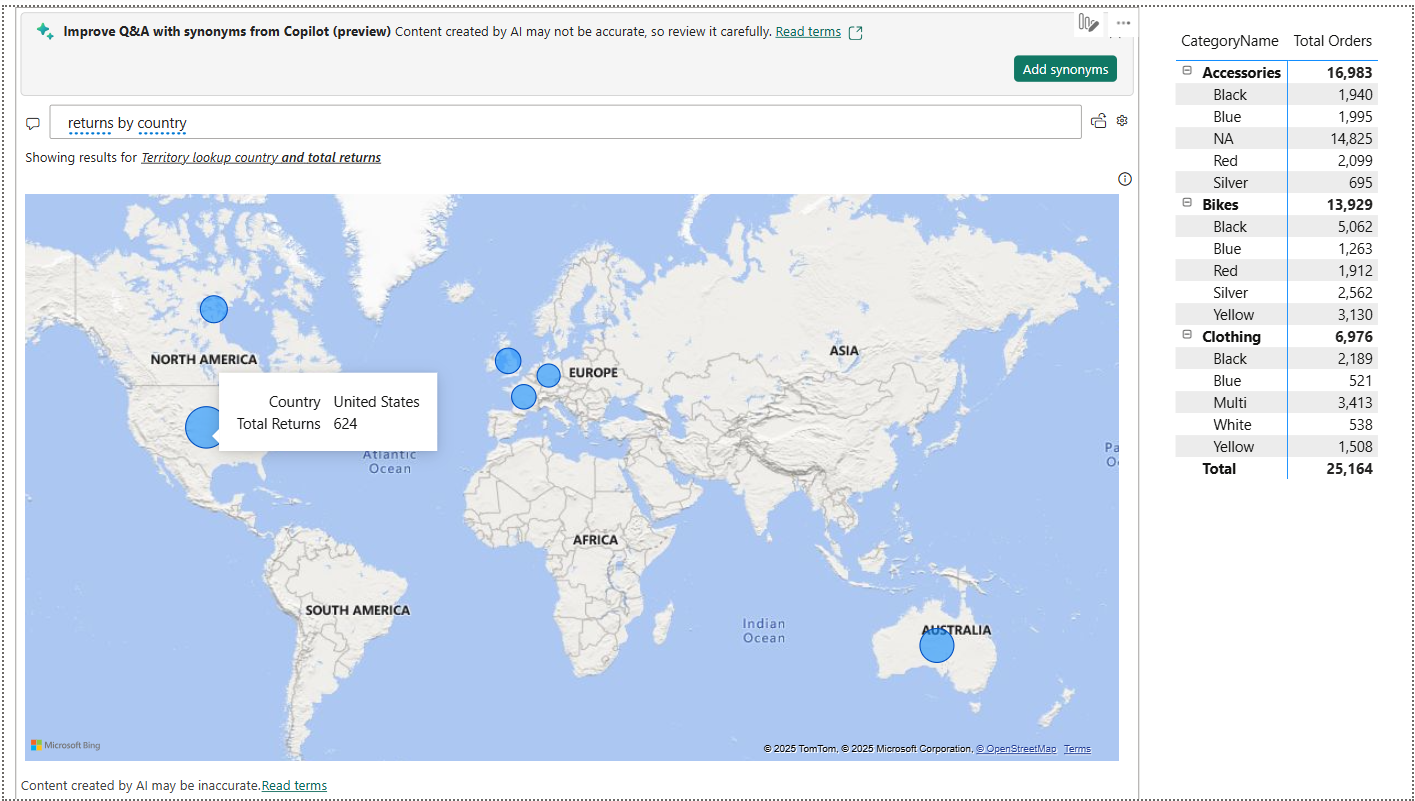 Improve Q&A with synonyms from Copilot (preview) Content created by AI may not be accurate, so review it carefully. Read terms
Add synonyms
returns by country
Showing results for Territory lookup country and total returns
NORTH AMERICA
EUROPE
ASIA
Country United States
Total Returns 624
Atlantic
Ocean
AFRICA
SOUTH AMERICA
Indian
Ocean
AUSTRALIA
Pa
O
Microsoft Bing
© 2025 TomTom, © 2025 Microsoft Corporation, © OpenStreetMap Terms
Content created by AI may be inaccurate.Read terms
CategoryName Total Orders
Accessories 16,983
Black 1,940
Blue 1,995
NA 14,825
Red 2,099
Silver 695
Bikes 13,929
Black 5,062
Blue 1,263
Red 1,912
Silver 2,562
Yellow 3,130
Clothing 6,976
Black 2,189
Blue 521
Multi 3,413
White 538
Yellow 1,508
Total 25,164